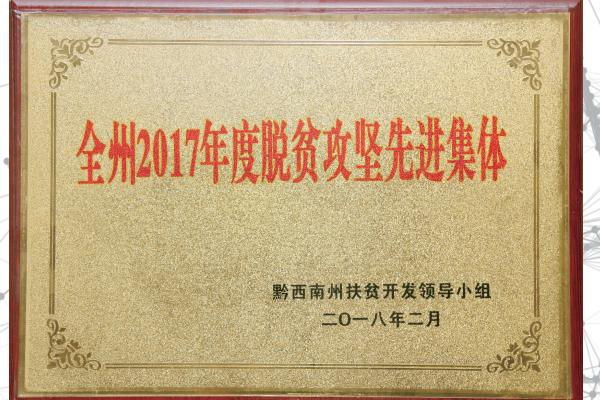 全州2017年度脱贫攻坚先进集体
黔西南州扶贫开发领导小组
二〇一八年二月